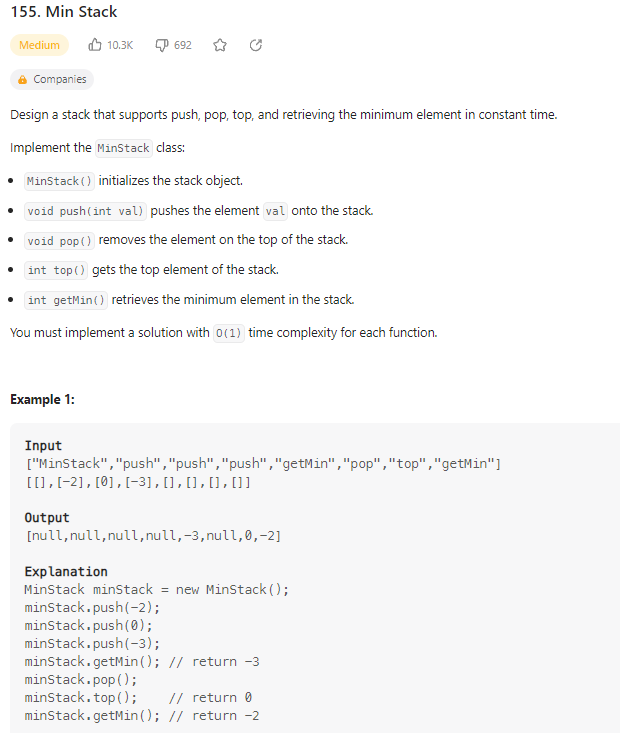 155. Min Stack
Medium 10.3K 692
Companies
Design a stack that supports push, pop, top, and retrieving the minimum element in constant time.
Implement the MinStack class:
• MinStack() initializes the stack object.
• void push(int val) pushes the element val onto the stack.
• void pop() removes the element on the top of the stack.
• int top() gets the top element of the stack.
• int getMin() retrieves the minimum element in the stack.
You must implement a solution with O(1) time complexity for each function.
Example 1:
Input
["MinStack","push","push","push","getMin","pop","top","getMin"]
[[],[-2],[0],[-3],[],[],[],[]]
Output
[null,null,null,null,-3,null,0,-2]
Explanation
MinStack minStack = new MinStack();
minStack.push(-2);
minStack.push(0);
minStack.push(-3);
minStack.getMin(); // return -3
minStack.pop();
minStack.top();    // return 0
minStack.getMin(); // return -2